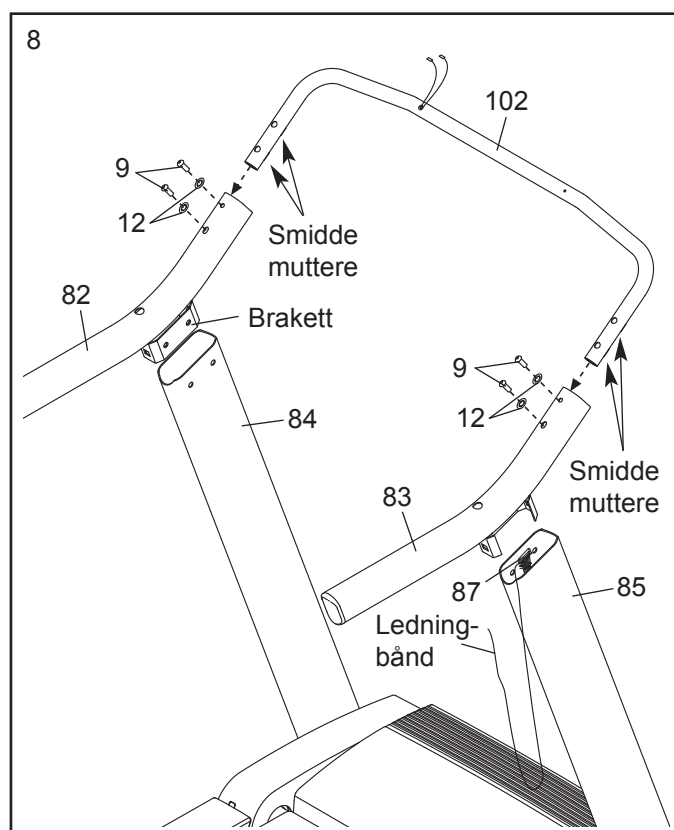 8
102
9
12
Smidde
muttere
82
Brakett
9
84
12
Smidde
muttere
83
87
85
Ledning-
bånd